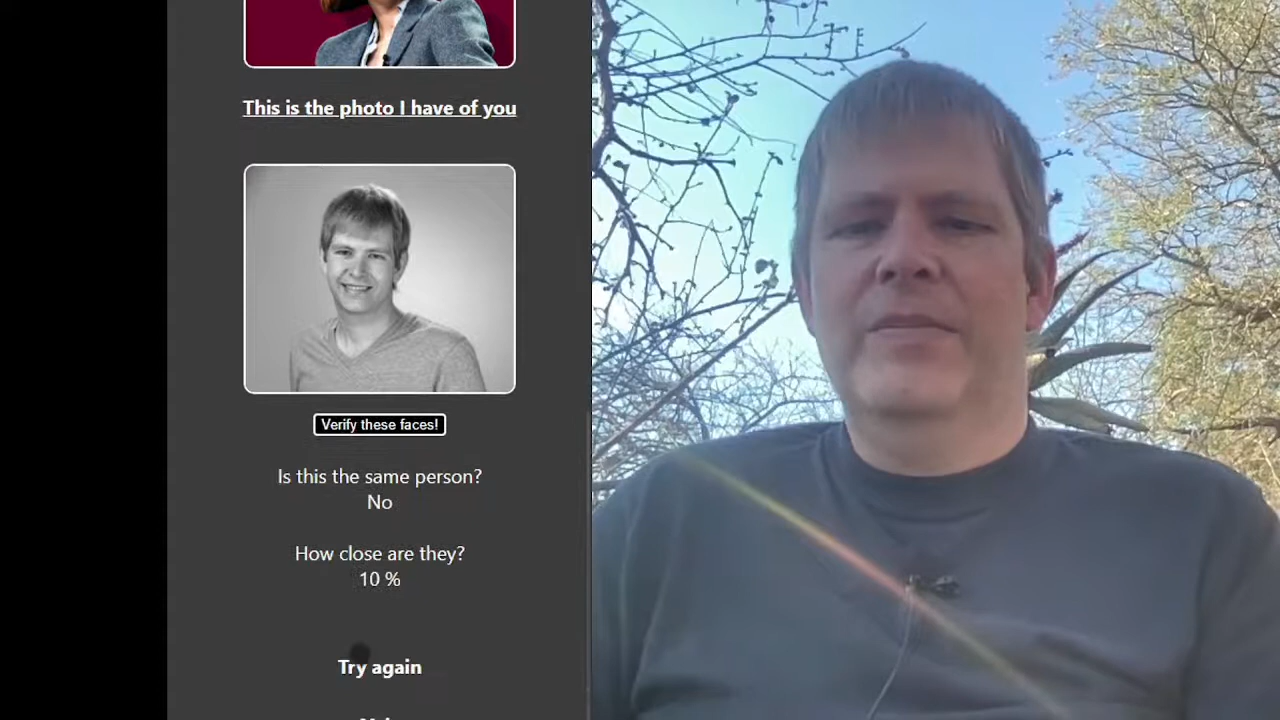 This is the photo I have of you
Verify these faces!
Is this the same person?
No
How close are they?
10 %
Try again